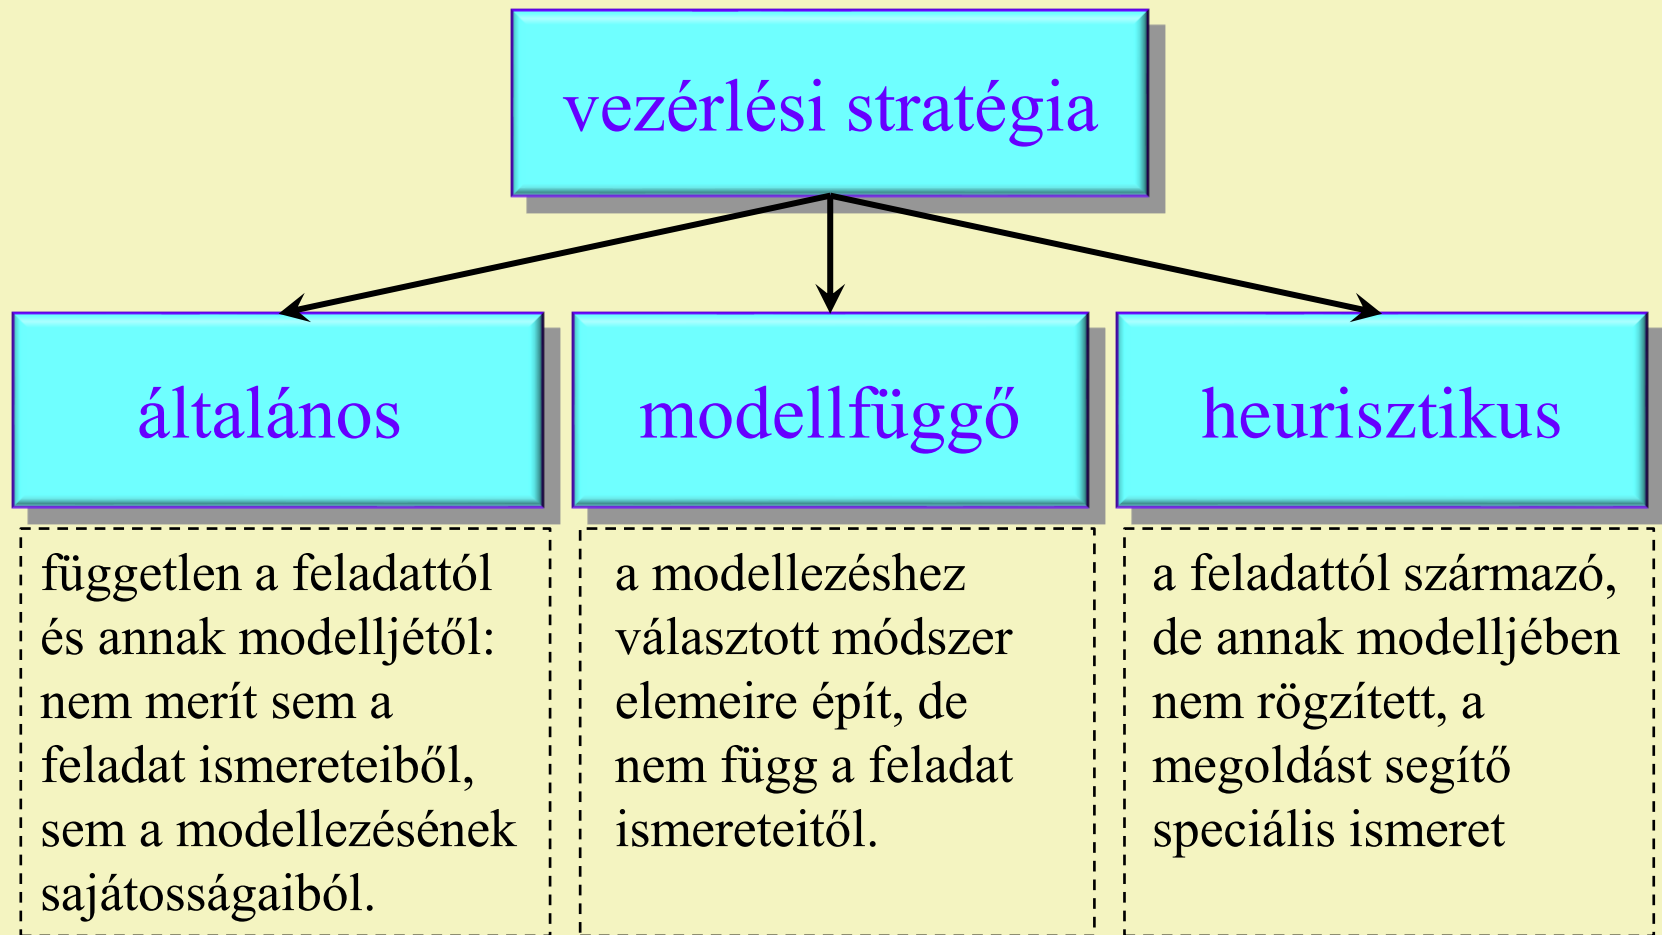 vezérlési stratégia
általános
modellfüggő
heurisztikus
független a feladattól
és annak modelljétől:
nem merít sem a
feladat ismereteiből,
sem a modellezésének
sajátosságaiból.
a modellezéshez
választott módszer
elemeire épít, de
nem függ a feladat
ismereteitől.
a feladattól származó,
de annak modelljében
nem rögzített, a
megoldást segítő
speciális ismeret